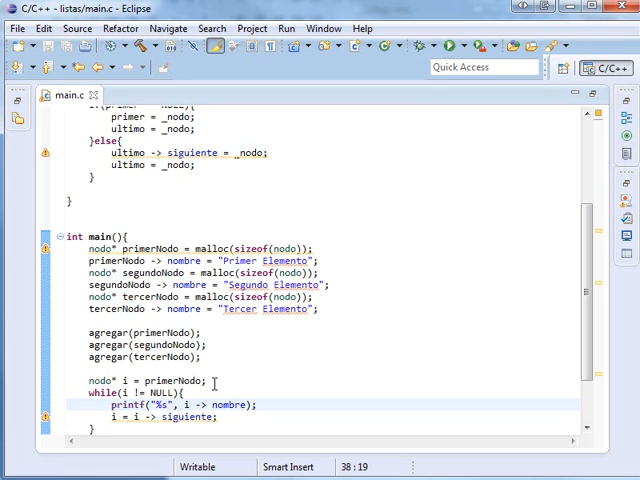 C/C++ - listas/main.c - Eclipse
File Edit Source Refactor Navigate Search Project Run Window Help
Quick Access
C/C++
main.c
if(primer == NULL){
primer = _nodo;
ultimo = _nodo;
}else{
ultimo -> siguiente = _nodo;
ultimo = _nodo;
}
}
int main(){
nodo* primerNodo = malloc(sizeof(nodo));
primerNodo -> nombre = "Primer Elemento";
nodo* segundoNodo = malloc(sizeof(nodo));
segundoNodo -> nombre = "Segundo Elemento";
nodo* tercerNodo = malloc(sizeof(nodo));
tercerNodo -> nombre = "Tercer Elemento";
agregar(primerNodo);
agregar(segundoNodo);
agregar(tercerNodo);
nodo* i = primerNodo;
while(i != NULL){
printf("%s", i -> nombre);
i = i -> siguiente;
}
Writable Smart Insert 38 : 19